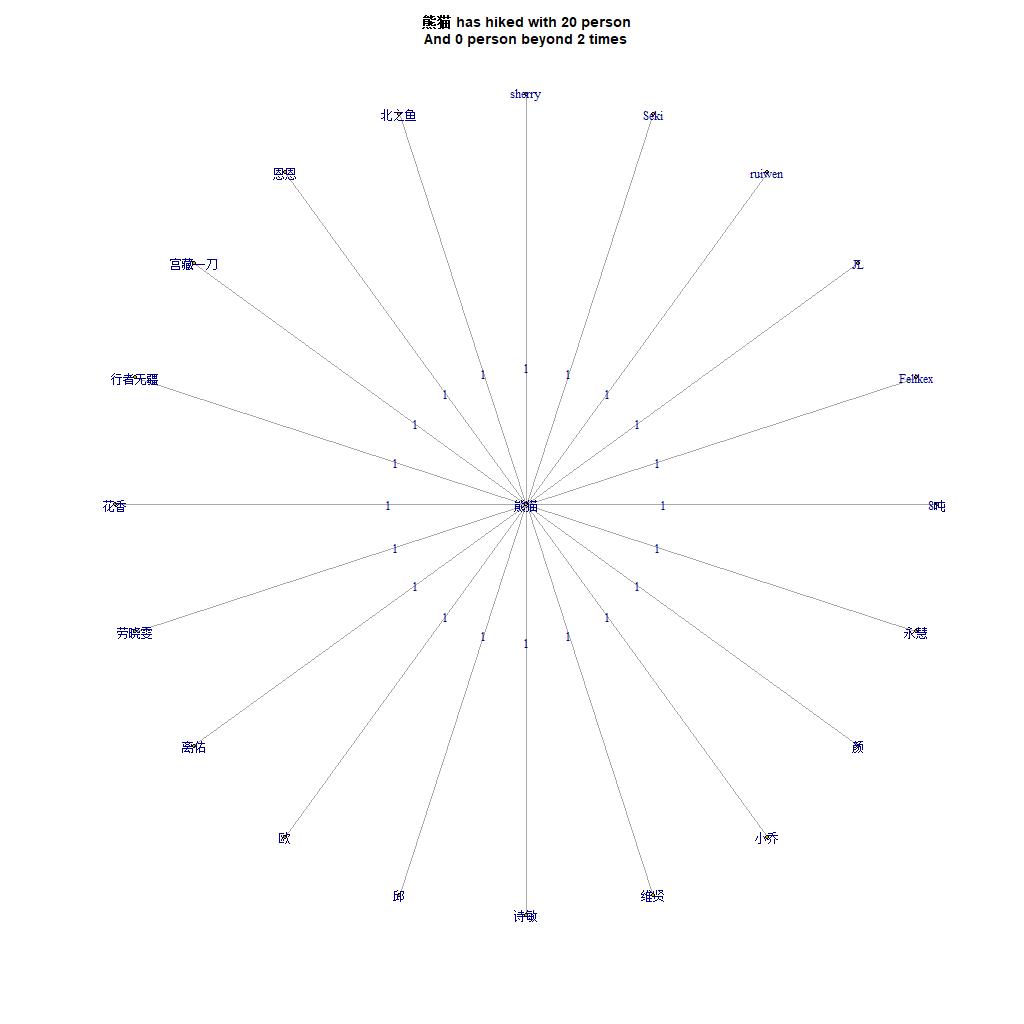 熊猫 has hiked with 20 person
And 0 person beyond 2 times
sherry
北之鱼
Seki
恩恩
ruiwen
宫藏一刀
行者无疆
Felikex
1
1
1
1
1
1
1
1
1
花香
1
熊猫
1
8吨
1
1
1
1
1
1
1
1
1
劳晓雯
永慧
离佑
颜
欧
小乔
邱
维贤
诗敏